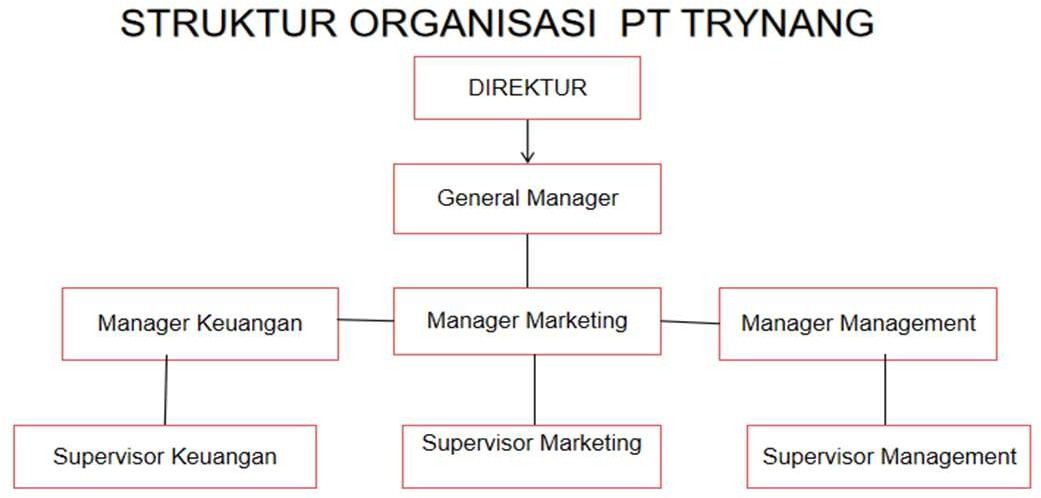 STRUKTUR ORGANISASI PT TRYNANG
DIREKTUR
General Manager
Manager Keuangan
Manager Marketing
Manager Management
Supervisor Keuangan
Supervisor Marketing
Supervisor Management